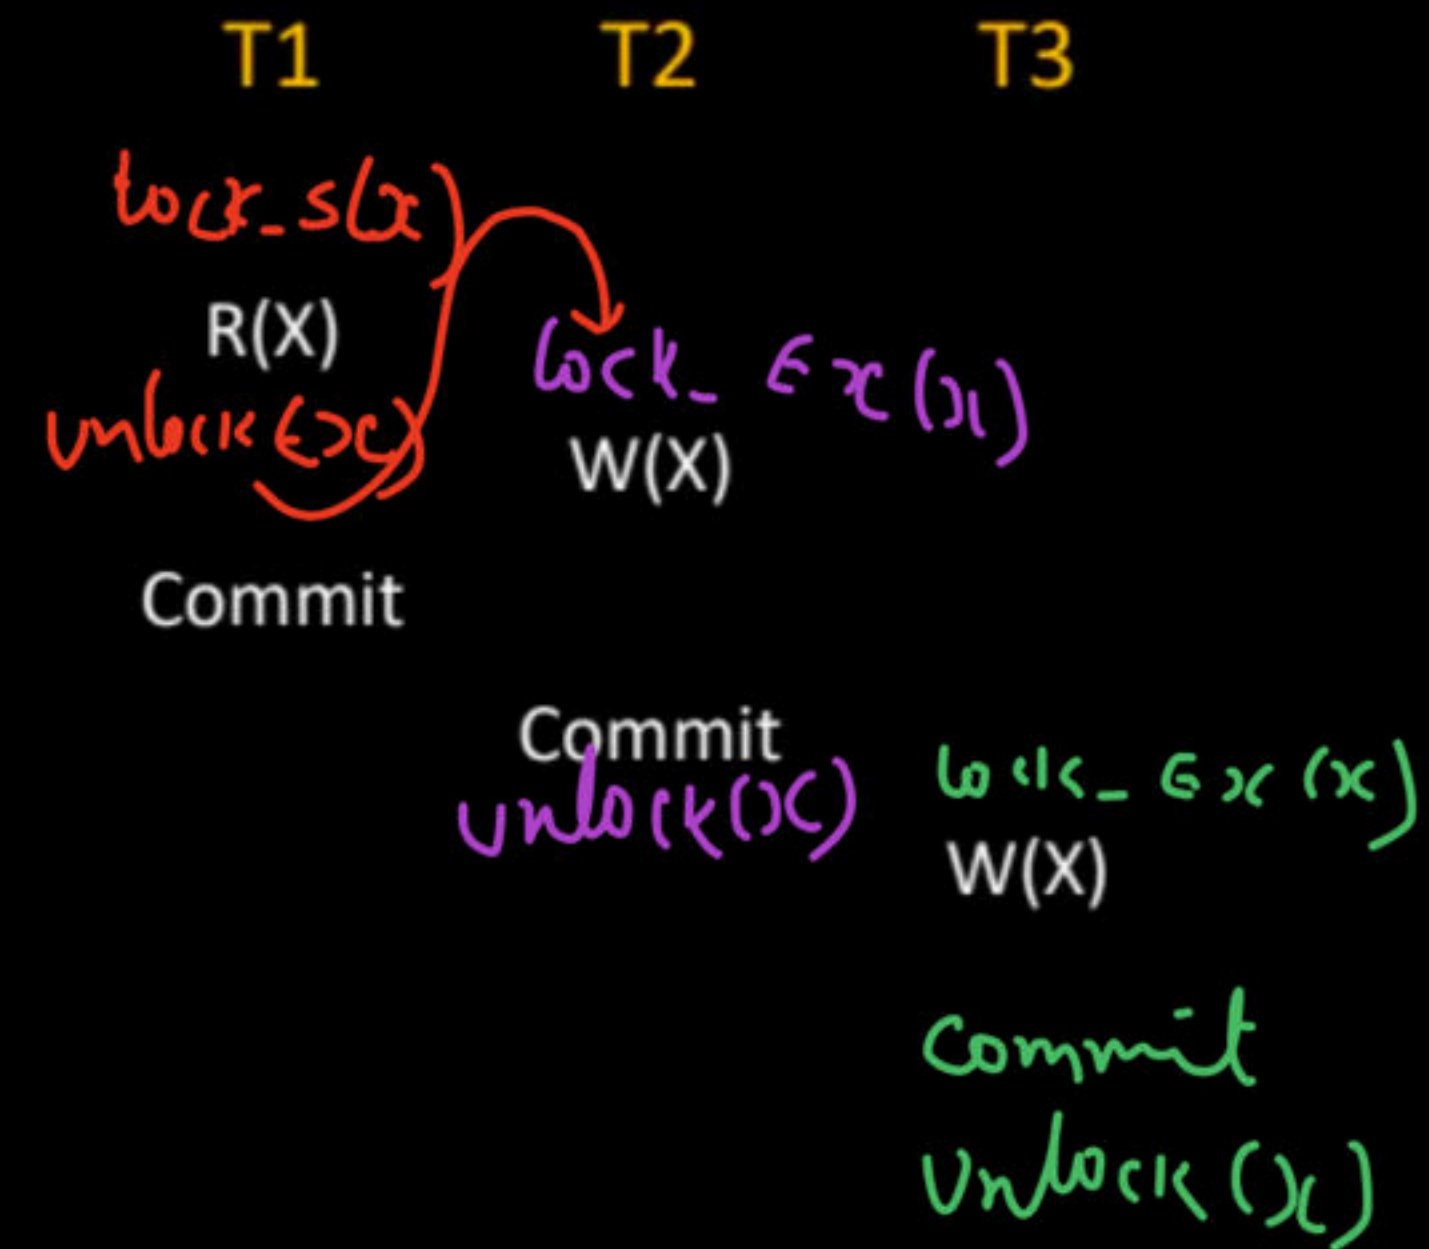 T1 T2 T3
lock_s(x)
R(X)
lock_Ex(x)
unlock(x)
W(X)
Commit
Commit
lock_Ex(x)
unlock(x)
W(X)
Commit
Unlock(x)